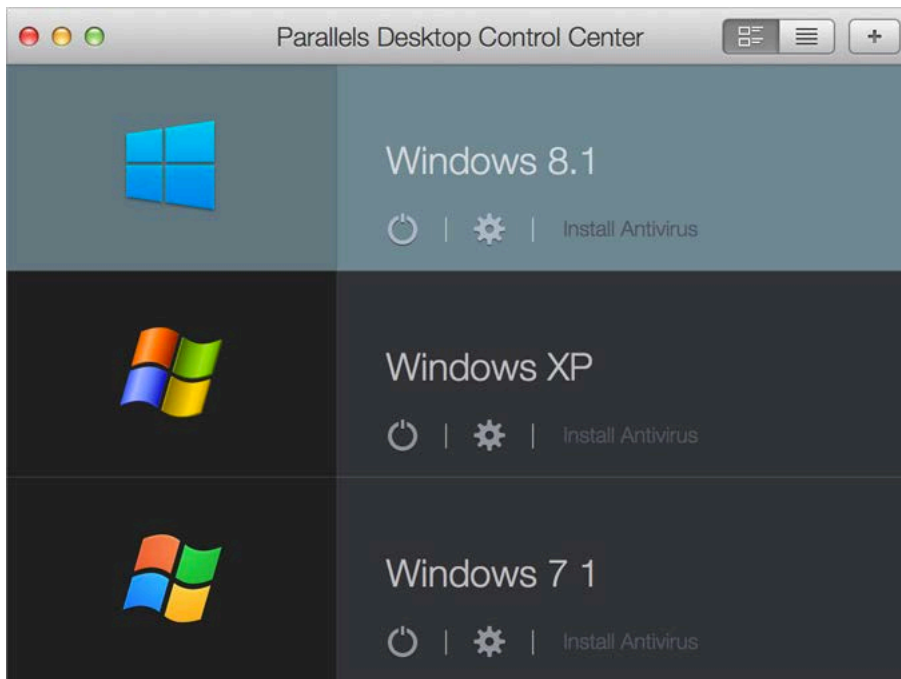 Parallels Desktop Control Center
Windows 8.1
Install Antivirus
Windows XP
Install Antivirus
Windows 7 1
Install Antivirus